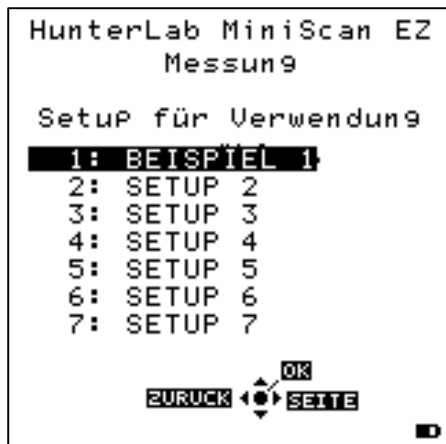 HunterLab MiniScan EZ
Messung
Setup für Verwendung
1: BEISPIEL 1
2: SETUP 2
3: SETUP 3
4: SETUP 4
5: SETUP 5
6: SETUP 6
7: SETUP 7
OK
ZURUCK SEITE